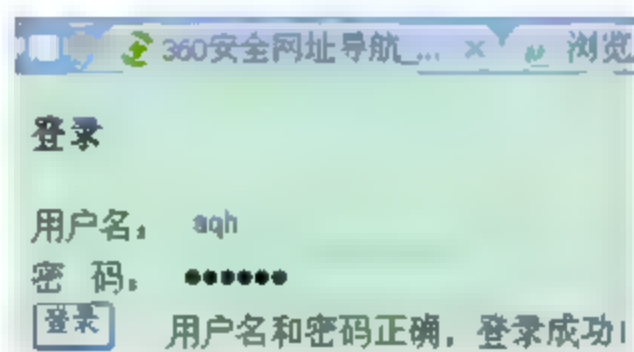 360安全网址导航_... × 浏览
登录
用户名： aqh
密 码： ●●●●●●
登录 用户名和密码正确，登录成功!